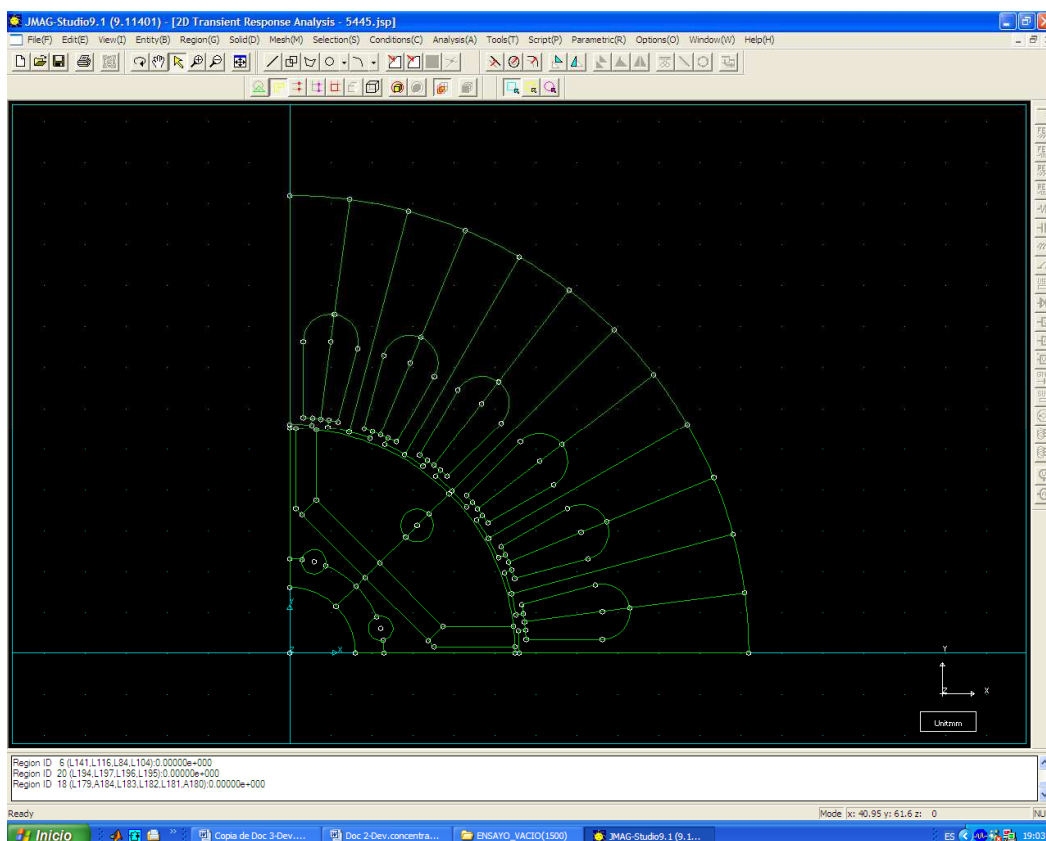 JMAG-Studio9.1 (9.11401) - [2D Transient Response Analysis - 5445.jsp]
File(F) Edit(E) View(I) Entity(B) Region(G) Solid(D) Mesh(M) Selection(S) Conditions(C) Analysis(A) Tools(T) Script(P) Parametric(R) Options(O) Window(W) Help(H)
Y
X
Z
Y
X
Z
Unit:mm
Region ID 6 (L141,L116,L84,L104):0.00000e+000
Region ID 20 (L194,L197,L196,L195):0.00000e+000
Region ID 18 (L179,A184,L183,L182,L181,A180):0.00000e+000
Ready
Mode x: 40.95 y: 61.6 z: 0
NU
Inicio
Copia de Doc 3-Dev....
Doc 2-Dev.concentra...
ENSAYO_VACIO(1500)
JMAG-Studio9.1 (9.1...
ES
19:03